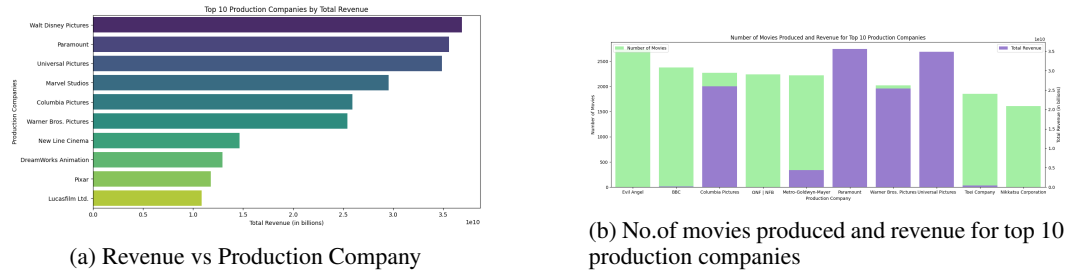 Top 10 Production Companies by Total Revenue
Production Companies
Walt Disney Pictures
Paramount
Universal Pictures
Marvel Studios
Columbia Pictures
Warner Bros. Pictures
New Line Cinema
DreamWorks Animation
Pixar
Lucasfilm Ltd.
0.0 0.5 1.0 1.5 2.0 2.5 3.0 3.5
1e10
Total Revenue (in billions)
(a) Revenue vs Production Company
Number of Movies Produced and Revenue for Top 10 Production Companies
1e10
Number of Movies
Total Revenue
Number of Movies
2500
2000
1500
1000
500
0
3.5
3.0
2.5
2.0
1.5
1.0
0.5
0.0
Total Revenue (in billions)
Evil Angel BBC Columbia Pictures ONF | NFB Metro-Goldwyn-Mayer Paramount Warner Bros. Pictures Universal Pictures Toei Company Nikkatsu Corporation
Production Company
(b) No.of movies produced and revenue for top 10
production companies